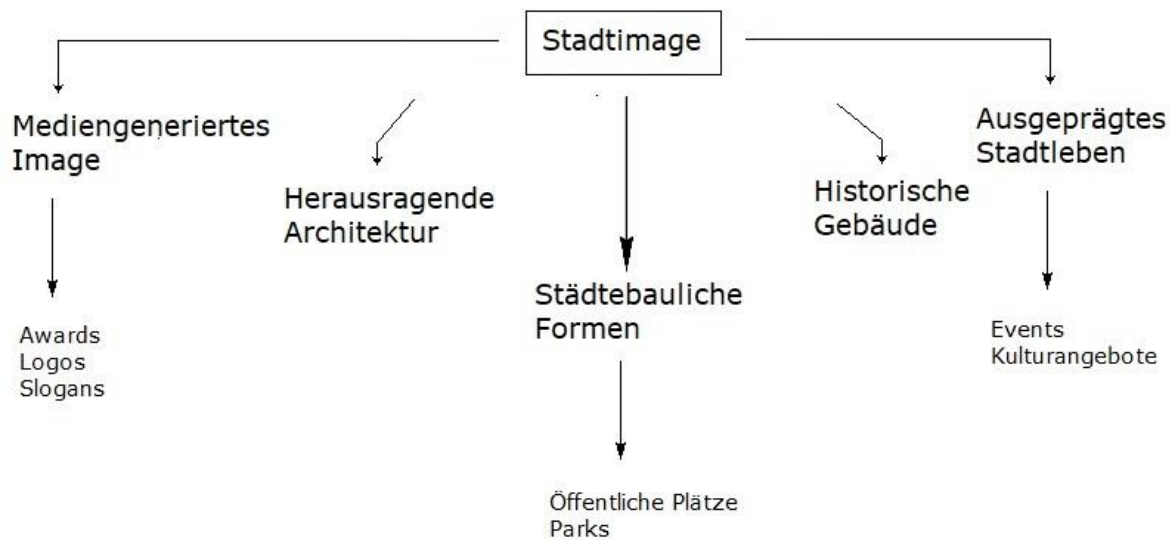 Stadtimage
Mediengeneriertes
Image
Herausragende
Architektur
Städtebauliche
Formen
Historische
Gebäude
Ausgeprägtes
Stadtleben
Awards
Logos
Slogans
Öffentliche Plätze
Parks
Events
Kulturangebote